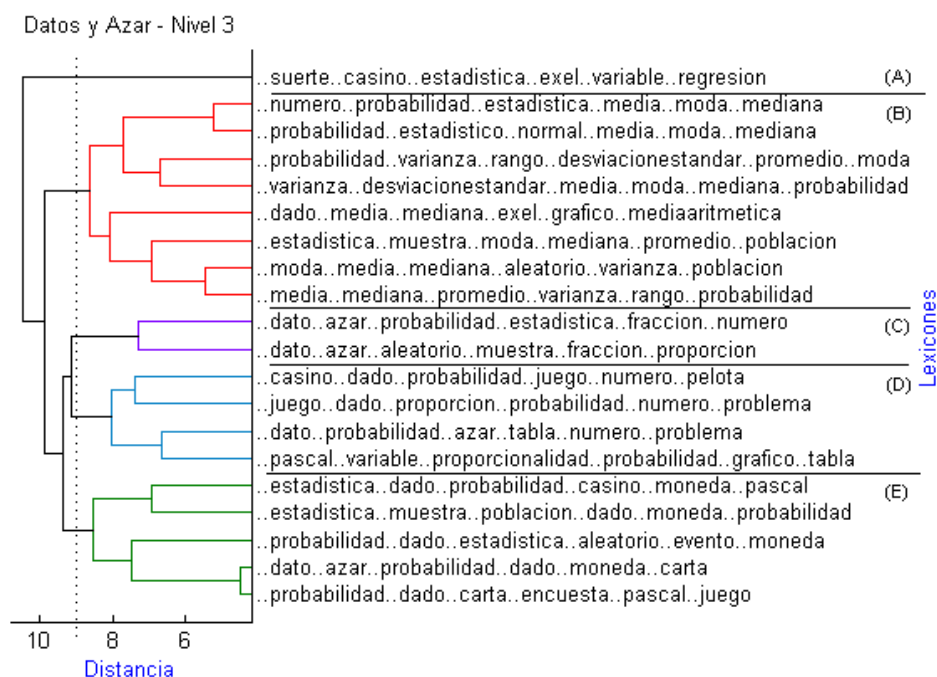 Datos y Azar - Nivel 3
..suerte..casino..estadistica..exel..variable..regresion (A)
..numero..probabilidad..estadistica..media..moda..mediana
(B)
..probabilidad..estadistico..normal..media..moda..mediana
..probabilidad..varianza..rango..desviacionestandar..promedio..moda
..varianza..desviacionestandar..media..moda..mediana..probabilidad
..dado..media..mediana..exel..grafico..mediaaritmetica
..estadistica..muestra..moda..mediana..promedio..poblacion
..moda..media..mediana..aleatorio..varianza..poblacion
..media..mediana..promedio..varianza..rango..probabilidad
..dato..azar..probabilidad..estadistica..fraccion..numero (C)
..dato..azar..aleatorio..muestra..fraccion..proporcion
..casino..dado..probabilidad..juego..numero..pelota (D)
..juego..dado..proporcion..probabilidad..numero..problema
..dato..probabilidad..azar..tabla..numero..problema
..pascal..variable..proporcionalidad..probabilidad..grafico..tabla
..estadistica..dado..probabilidad..casino..moneda..pascal (E)
..estadistica..muestra..poblacion..dado..moneda..probabilidad
..probabilidad..dado..estadistica..aleatorio..evento..moneda
..dato..azar..probabilidad..dado..moneda..carta
..probabilidad..dado..carta..encuesta..pascal..juego
Lexicones
10 8 6
Distancia